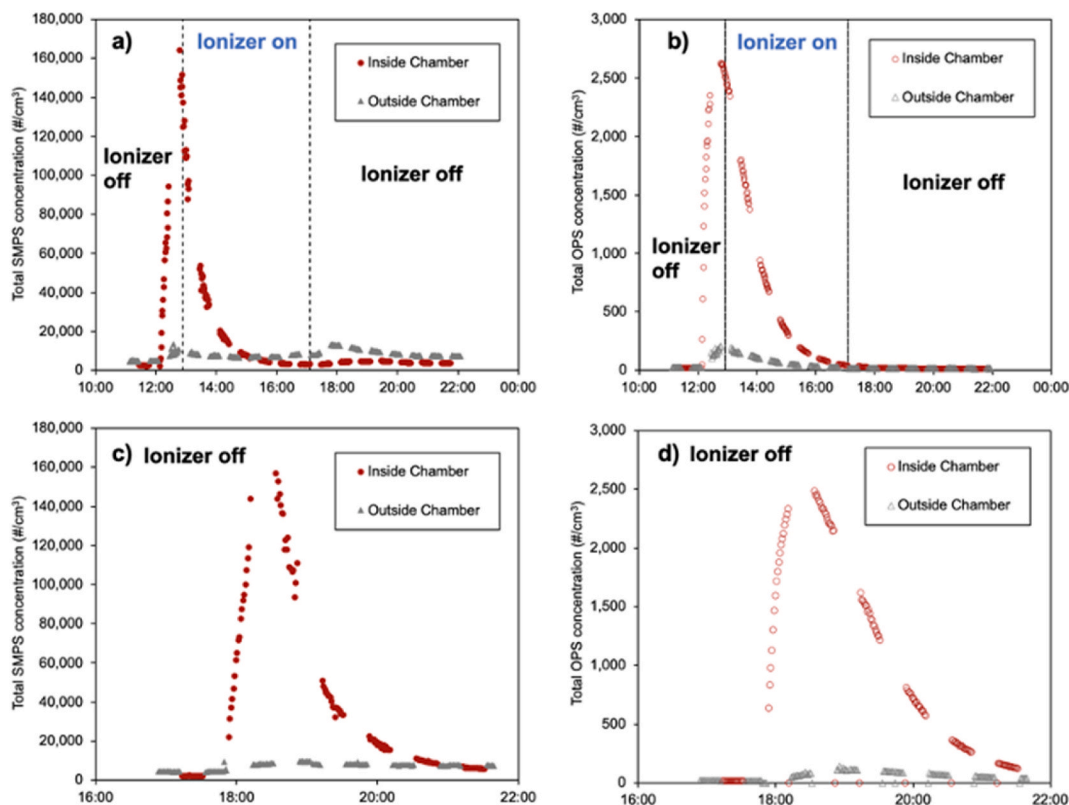 a)
Ionizer on
Inside Chamber
Outside Chamber
Ionizer
off
Ionizer off
Total SMPS concentration (#/cm³)
180,000
160,000
140,000
120,000
100,000
80,000
60,000
40,000
20,000
0
10:00 12:00 14:00 16:00 18:00 20:00 22:00 00:00
b)
Ionizer on
Inside Chamber
Outside Chamber
Ionizer
off
Ionizer off
Total OPS concentration (#/cm³)
3,000
2,500
2,000
1,500
1,000
500
0
10:00 12:00 14:00 16:00 18:00 20:00 22:00 00:00
c) Ionizer off
Inside Chamber
Outside Chamber
Total SMPS concentration (#/cm³)
180,000
160,000
140,000
120,000
100,000
80,000
60,000
40,000
20,000
0
16:00 18:00 20:00 22:00
d) Ionizer off
Inside Chamber
Outside Chamber
Total OPS concentration (#/cm³)
3,000
2,500
2,000
1,500
1,000
500
0
16:00 18:00 20:00 22:00